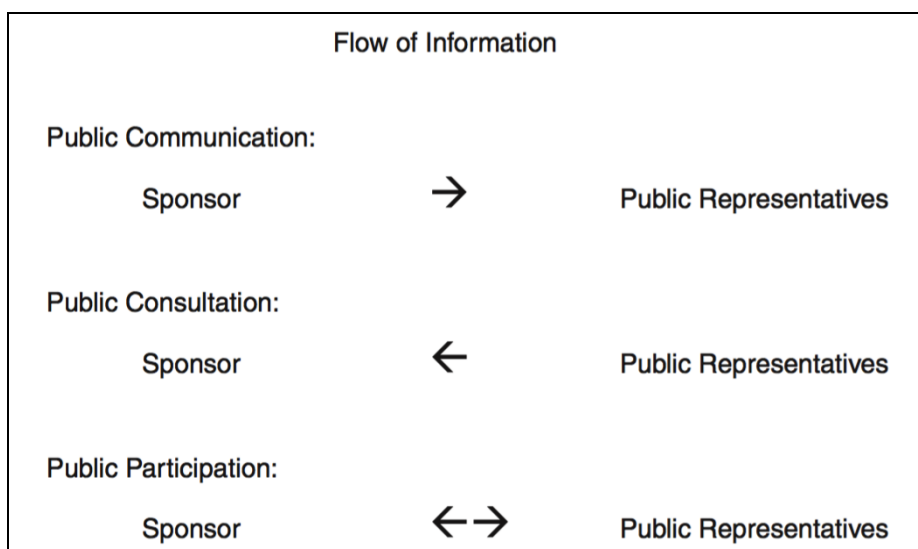 Flow of Information
Public Communication:
Sponsor → Public Representatives
Public Consultation:
Sponsor ← Public Representatives
Public Participation:
Sponsor ←→ Public Representatives